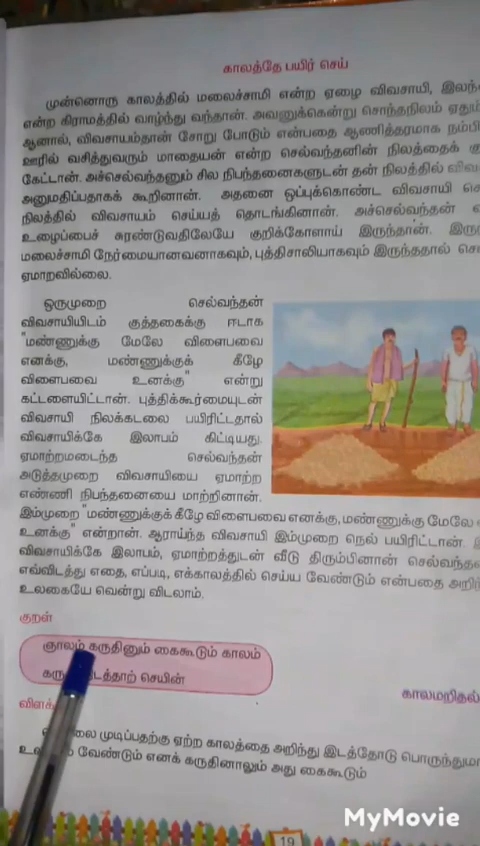 காலத்தே பயிர் செய்
முன்னொரு காலத்தில் மலைச்சாமி என்ற ஏழை விவசாயி,
என்ற கிராமத்தில் வாழ்ந்து வந்தான். அவனுக்கென்று சொந்தநிலம்
ஆனால், விவசாயம்தான் சோறு போடும் என்பதை ஆணித்தரமாக
ஊரில் வசித்துவரும் மாதையன் என்ற செல்வந்தனின் நிலத்தைக்
கேட்டான். அச்செல்வந்தனும் சில நிபந்தனைகளுடன் தன் நிலத்தில்
அனுமதிப்பதாகக் கூறினான். அதனை ஒப்புக்கொண்ட விவசாயி
நிலத்தில் விவசாயம் செய்யத் தொடங்கினான். அச்செல்வந்தன்
உழைப்பைச் சுரண்டுவதிலேயே குறிக்கோளாய் இருந்தான்.
மலைச்சாமி நேர்மையானவனாகவும், புத்திசாலியாகவும் இருந்ததால்
ஏமாறவில்லை.
ஒருமுறை செல்வந்தன்
விவசாயியிடம் குத்தகைக்கு ஈடாக
"மண்ணுக்கு மேலே விளைபவை
எனக்கு, மண்ணுக்குக் கீழே
விளைபவை உனக்கு" என்று
கட்டளையிட்டான். புத்திக்கூர்மையுடன்
விவசாயி நிலக்கடலை பயிரிட்டதால்
விவசாயிக்கே இலாபம் கிட்டியது.
ஏமாற்றமடைந்த செல்வந்தன்
அடுத்தமுறை விவசாயியை ஏமாற்ற
எண்ணி நிபந்தனையை மாற்றினான்.
இம்முறை "மண்ணுக்குக் கீழே விளைபவை எனக்கு, மண்ணுக்கு மேலே
உனக்கு" என்றான். ஆராய்ந்த விவசாயி இம்முறை நெல் பயிரிட்டான்.
விவசாயிக்கே இலாபம், ஏமாற்றத்துடன் வீடு திரும்பினான்
எவ்விடத்து எதை, எப்படி, எக்காலத்தில் செய்ய வேண்டும் என்பதை
உலகையே வென்று விடலாம்.
குறள்
ஞாலம் கருதினும் கைகூடும் காலம்
செயின்
காலமறிதல்
முடிப்பதற்கு ஏற்ற காலத்தை அறிந்து இடத்தோடு
வேண்டும் எனக் கருதினாலும் அது கைகூடும்
19
MyMovie